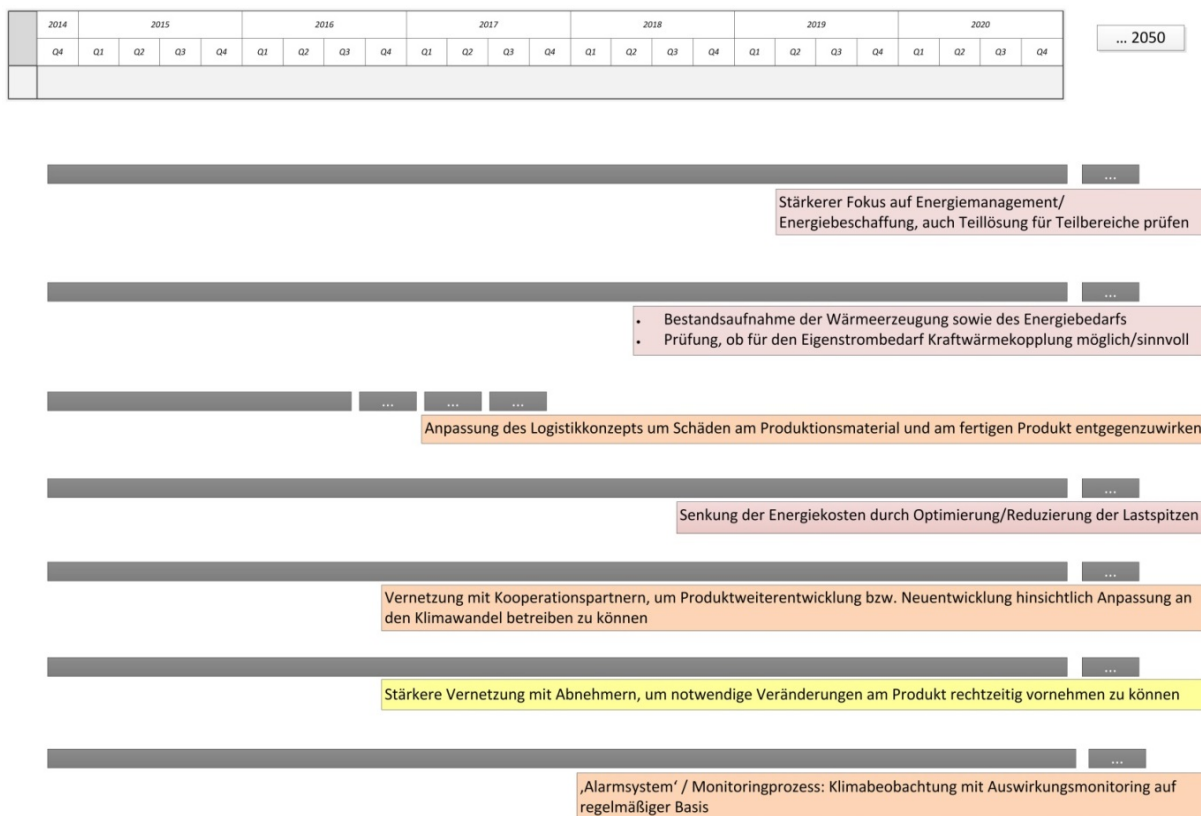 2014 2015 2016 2017 2018 2019 2020
Q4 Q1 Q2 Q3 Q4 Q1 Q2 Q3 Q4 Q1 Q2 Q3 Q4 Q1 Q2 Q3 Q4 Q1 Q2 Q3 Q4 Q1 Q2 Q3 Q4
... 2050
...
Stärkerer Fokus auf Energiemanagement/
Energiebeschaffung, auch Teillösung für Teilbereiche prüfen
...
• Bestandsaufnahme der Wärmeerzeugung sowie des Energiebedarfs
• Prüfung, ob für den Eigenstrombedarf Kraftwärmekopplung möglich/sinnvoll
... ... ...
Anpassung des Logistikkonzepts um Schäden am Produktionsmaterial und am fertigen Produkt entgegenzuwirken
...
Senkung der Energiekosten durch Optimierung/Reduzierung der Lastspitzen
...
Vernetzung mit Kooperationspartnern, um Produktweiterentwicklung bzw. Neuentwicklung hinsichtlich Anpassung an
den Klimawandel betreiben zu können
...
Stärkere Vernetzung mit Abnehmern, um notwendige Veränderungen am Produkt rechtzeitig vornehmen zu können
...
‚Alarmsystem‘ / Monitoringprozess: Klimabeobachtung mit Auswirkungsmonitoring auf
regelmäßiger Basis